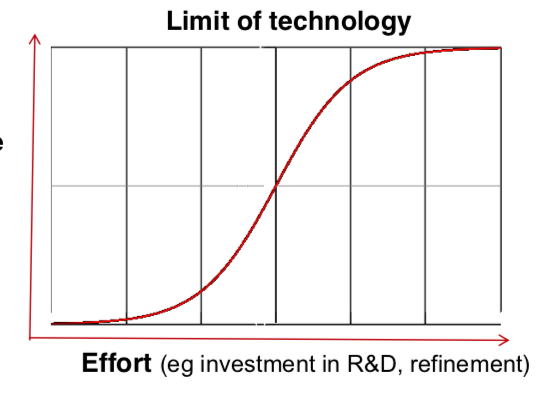 Limit of technology
e
Effort (eg investment in R&D, refinement)